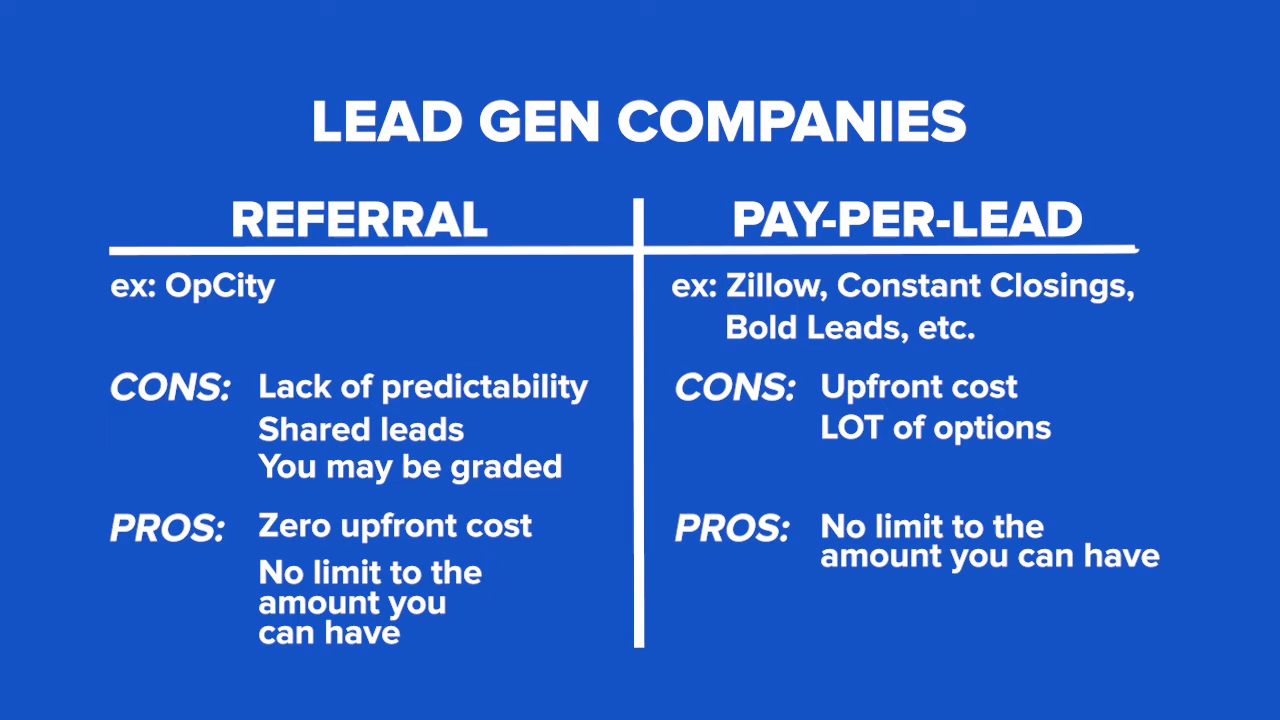 LEAD GEN COMPANIES
REFERRAL
ex: OpCity
CONS: Lack of predictability
Shared leads
You may be graded
PROS: Zero upfront cost
No limit to the
amount you
can have
PAY-PER-LEAD
ex: Zillow, Constant Closings,
Bold Leads, etc.
CONS: Upfront cost
LOT of options
PROS: No limit to the
amount you can have